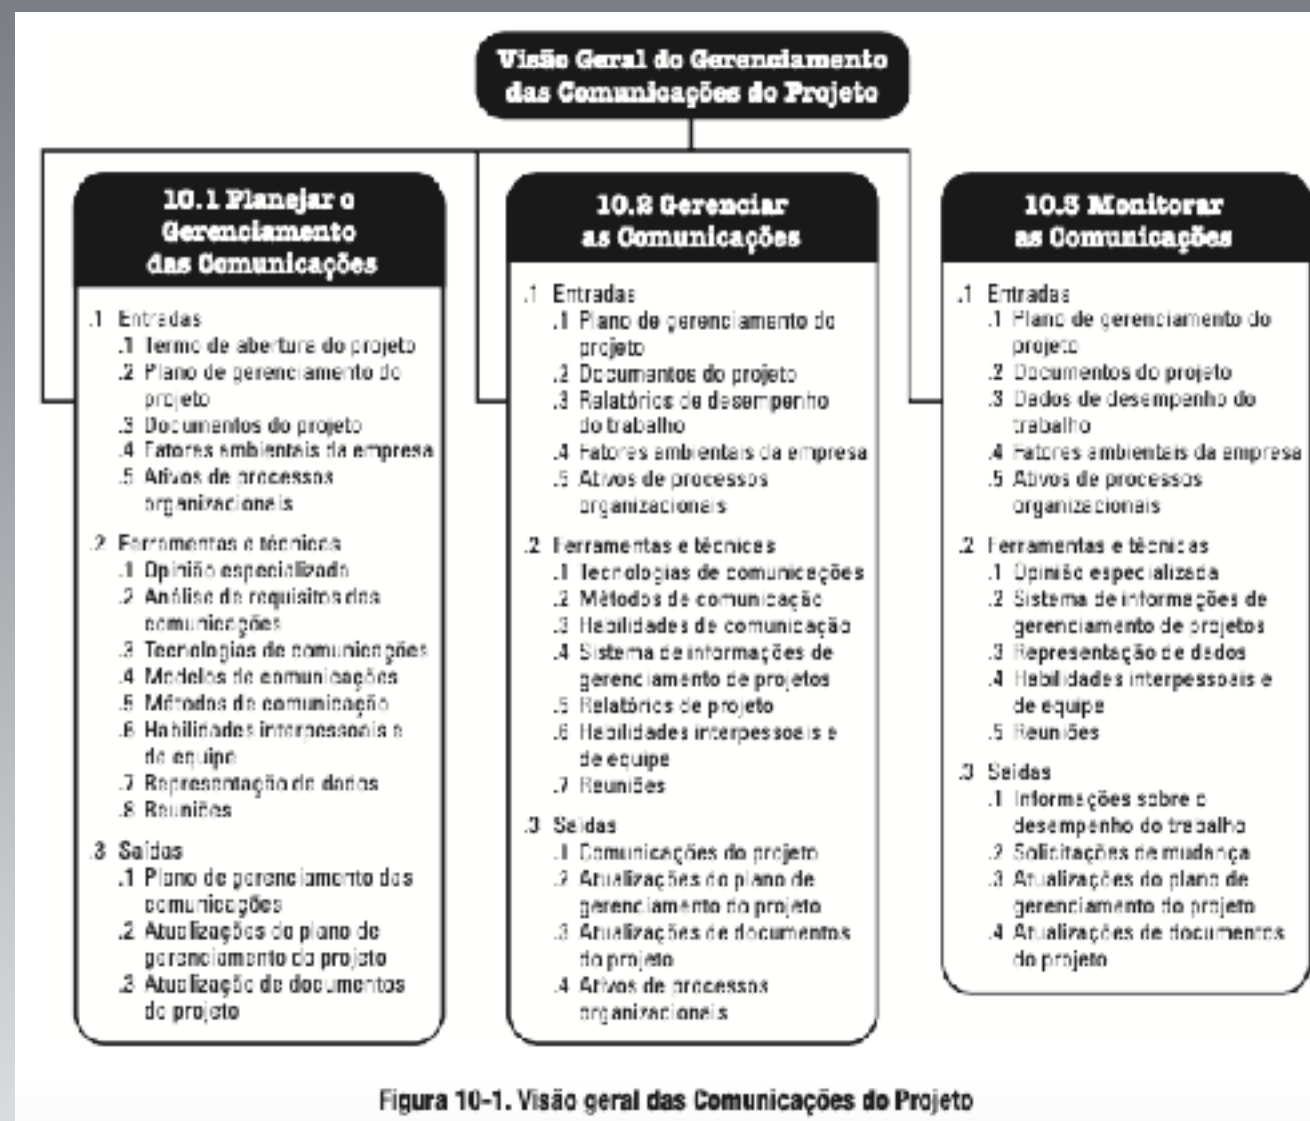 Visão Geral do Gerenciamento
das Comunicações do Projeto
10.1 Planejar o
Gerenciamento
das Comunicações
.1 Entradas
.1 Termo de abertura do projeto
.2 Plano de gerenciamento do
projeto
.3 Documentos do projeto
.4 Fatores ambientais da empresa
.5 Ativos de processos
organizacionais
.2 Ferramentas e técnicas
.1 Opinião especializada
.2 Análise de requisitos das
comunicações
.3 Tecnologias de comunicações
.4 Modelos de comunicações
.5 Métodos de comunicação
.6 Habilidades interpessoais e
de equipe
.7 Representação de dados
.8 Reuniões
.3 Saídas
.1 Plano de gerenciamento das
comunicações
.2 Atualizações do plano de
gerenciamento do projeto
.3 Atualização de documentos
do projeto
10.2 Gerenciar
as Comunicações
.1 Entradas
.1 Plano de gerenciamento do
projeto
.2 Documentos do projeto
.3 Relatórios de desempenho
do trabalho
.4 Fatores ambientais da empresa
.5 Ativos de processos
organizacionais
.2 Ferramentas e técnicas
.1 Tecnologias de comunicações
.2 Métodos de comunicação
.3 Habilidades de comunicação
.4 Sistema de informações de
gerenciamento de projetos
.5 Relatórios de projeto
.6 Habilidades interpessoais e
de equipe
.7 Reuniões
.3 Saídas
.1 Comunicações do projeto
.2 Atualizações do plano de
gerenciamento do projeto
.3 Atualizações de documentos
do projeto
.4 Ativos de processos
organizacionais
10.3 Monitorar
as Comunicações
.1 Entradas
.1 Plano de gerenciamento do
projeto
.2 Documentos do projeto
.3 Dados de desempenho do
trabalho
.4 Fatores ambientais da empresa
.5 Ativos de processos
organizacionais
.2 Ferramentas e técnicas
.1 Opinião especializada
.2 Sistema de informações de
gerenciamento de projetos
.3 Representação de dados
.4 Habilidades interpessoais e
de equipe
.5 Reuniões
.3 Saídas
.1 Informações sobre o
desempenho do trabalho
.2 Solicitações de mudança
.3 Atualizações do plano de
gerenciamento do projeto
.4 Atualizações de documentos
do projeto
Figura 10-1. Visão geral das Comunicações do Projeto